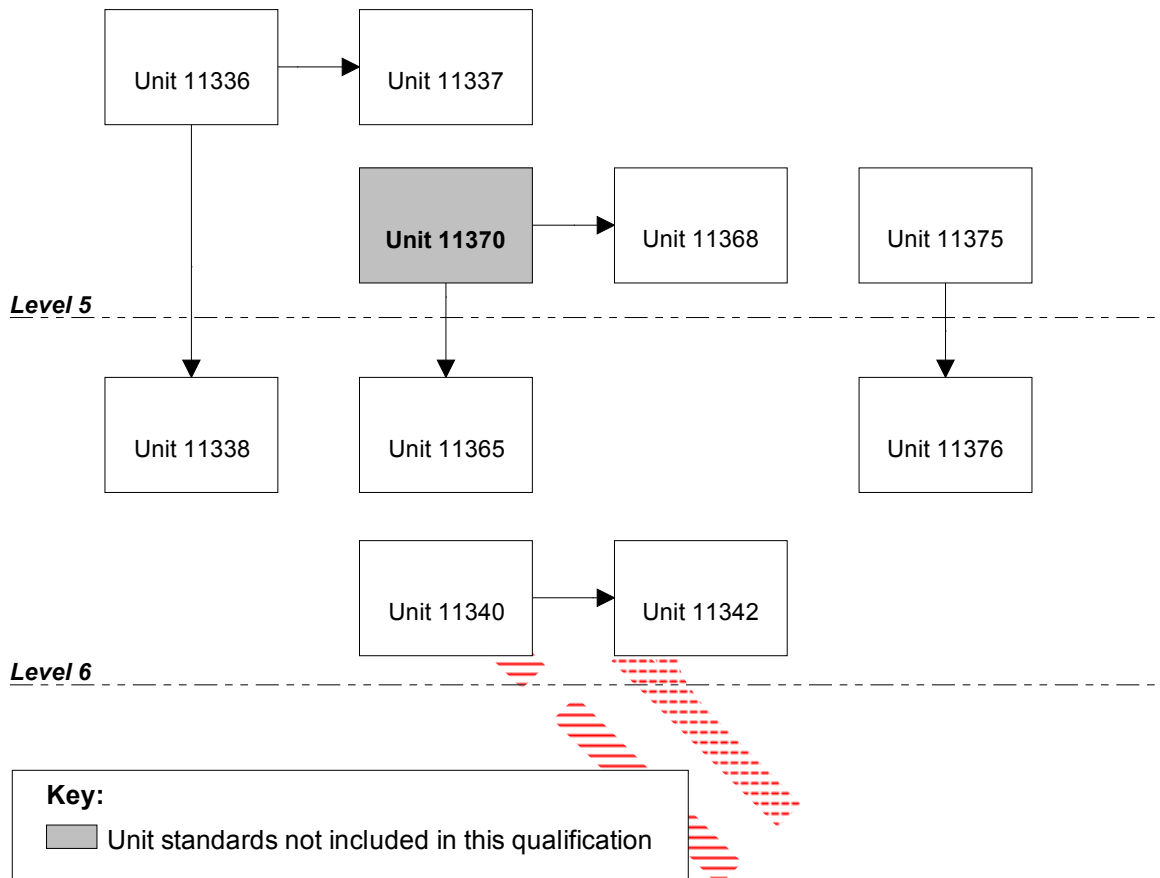 Unit 11336
Unit 11337
Unit 11370
Unit 11368
Unit 11375
Level 5
Unit 11338
Unit 11365
Unit 11376
Unit 11340
Unit 11342
Level 6
Key:
Unit standards not included in this qualification